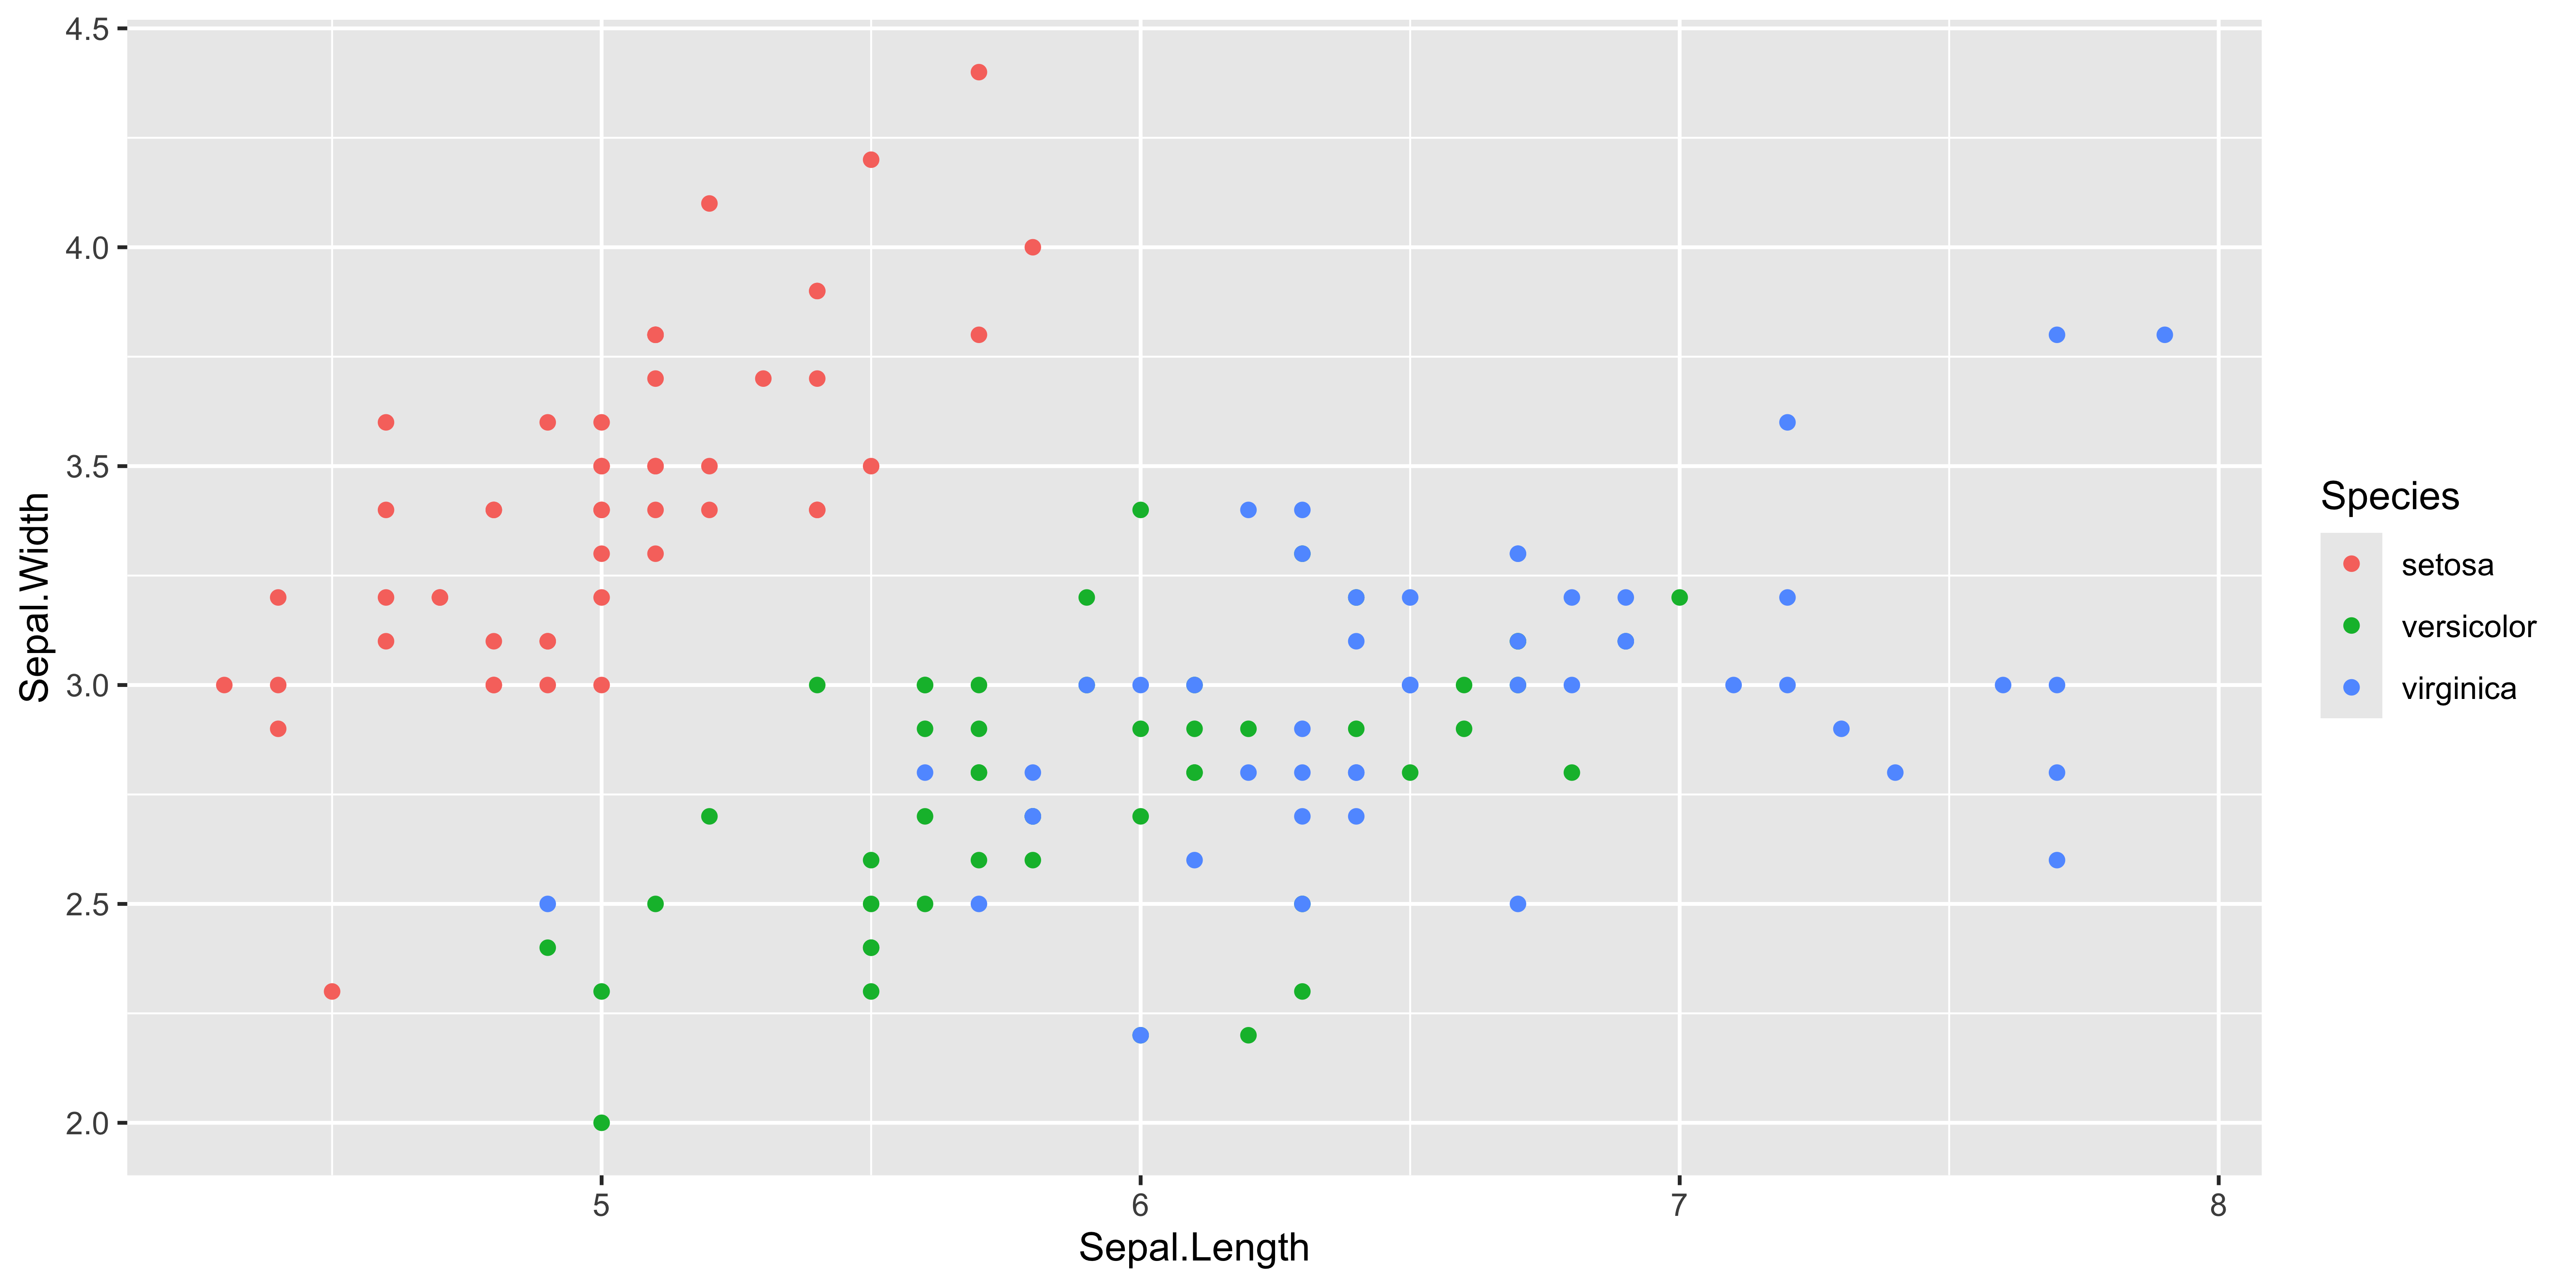 4.5
4.0
3.5
3.0
2.5
2.0
Sepal.Width
5 6 7 8
Sepal.Length
Species
setosa
versicolor
virginica